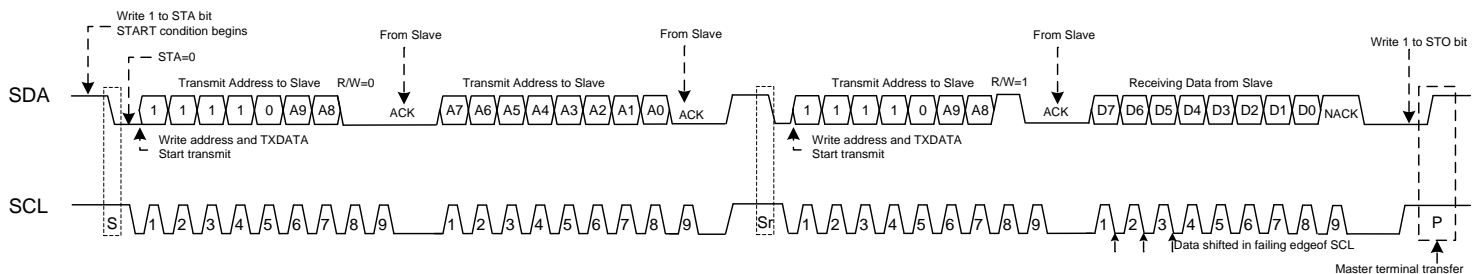 Write 1 to STA bit
START condition begins
STA=0
From Slave
From Slave
From Slave
Write 1 to STO bit
Transmit Address to Slave R/W=0
Transmit Address to Slave
Transmit Address to Slave R/W=1
Receiving Data from Slave
SDA
1 1 1 1 0 A9 A8 ACK A7 A6 A5 A4 A3 A2 A1 A0 ACK 1 1 1 1 0 A9 A8 ACK D7 D6 D5 D4 D3 D2 D1 D0 NACK
Write address and TXDATA
Start transmit
Write address and TXDATA
Start transmit
SCL
S 1 2 3 4 5 6 7 8 9 1 2 3 4 5 6 7 8 9 Sr 1 2 3 4 5 6 7 8 9 1 2 3 4 5 6 7 8 9 P
Data shifted in failing edgeof SCL
Master terminal transfer